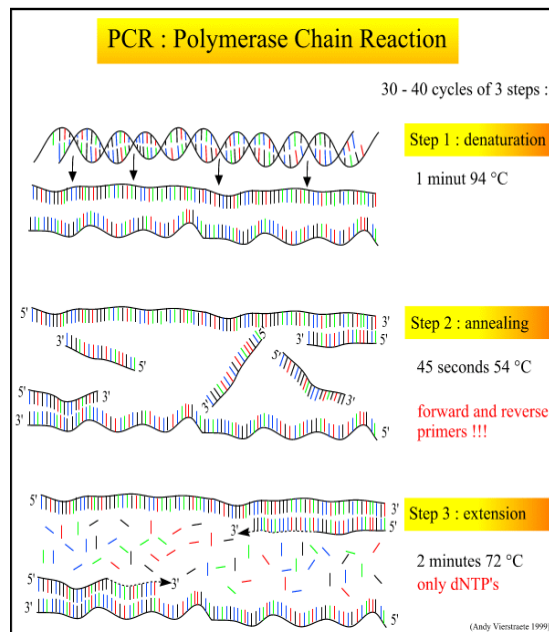 PCR : Polymerase Chain Reaction
30 - 40 cycles of 3 steps :
Step 1 : denaturation
1 minut 94 °C
Step 2 : annealing
45 seconds 54 °C
forward and reverse
primers !!!
5' 3'
3' 5' 5' 3' 5'
5' 3' 3' 3'
3' 5'
Step 3 : extension
2 minutes 72 °C
only dNTP's
5' 3'
3' 5'
5' 3'
3' 5'
(Andy Vierstraete 1999)